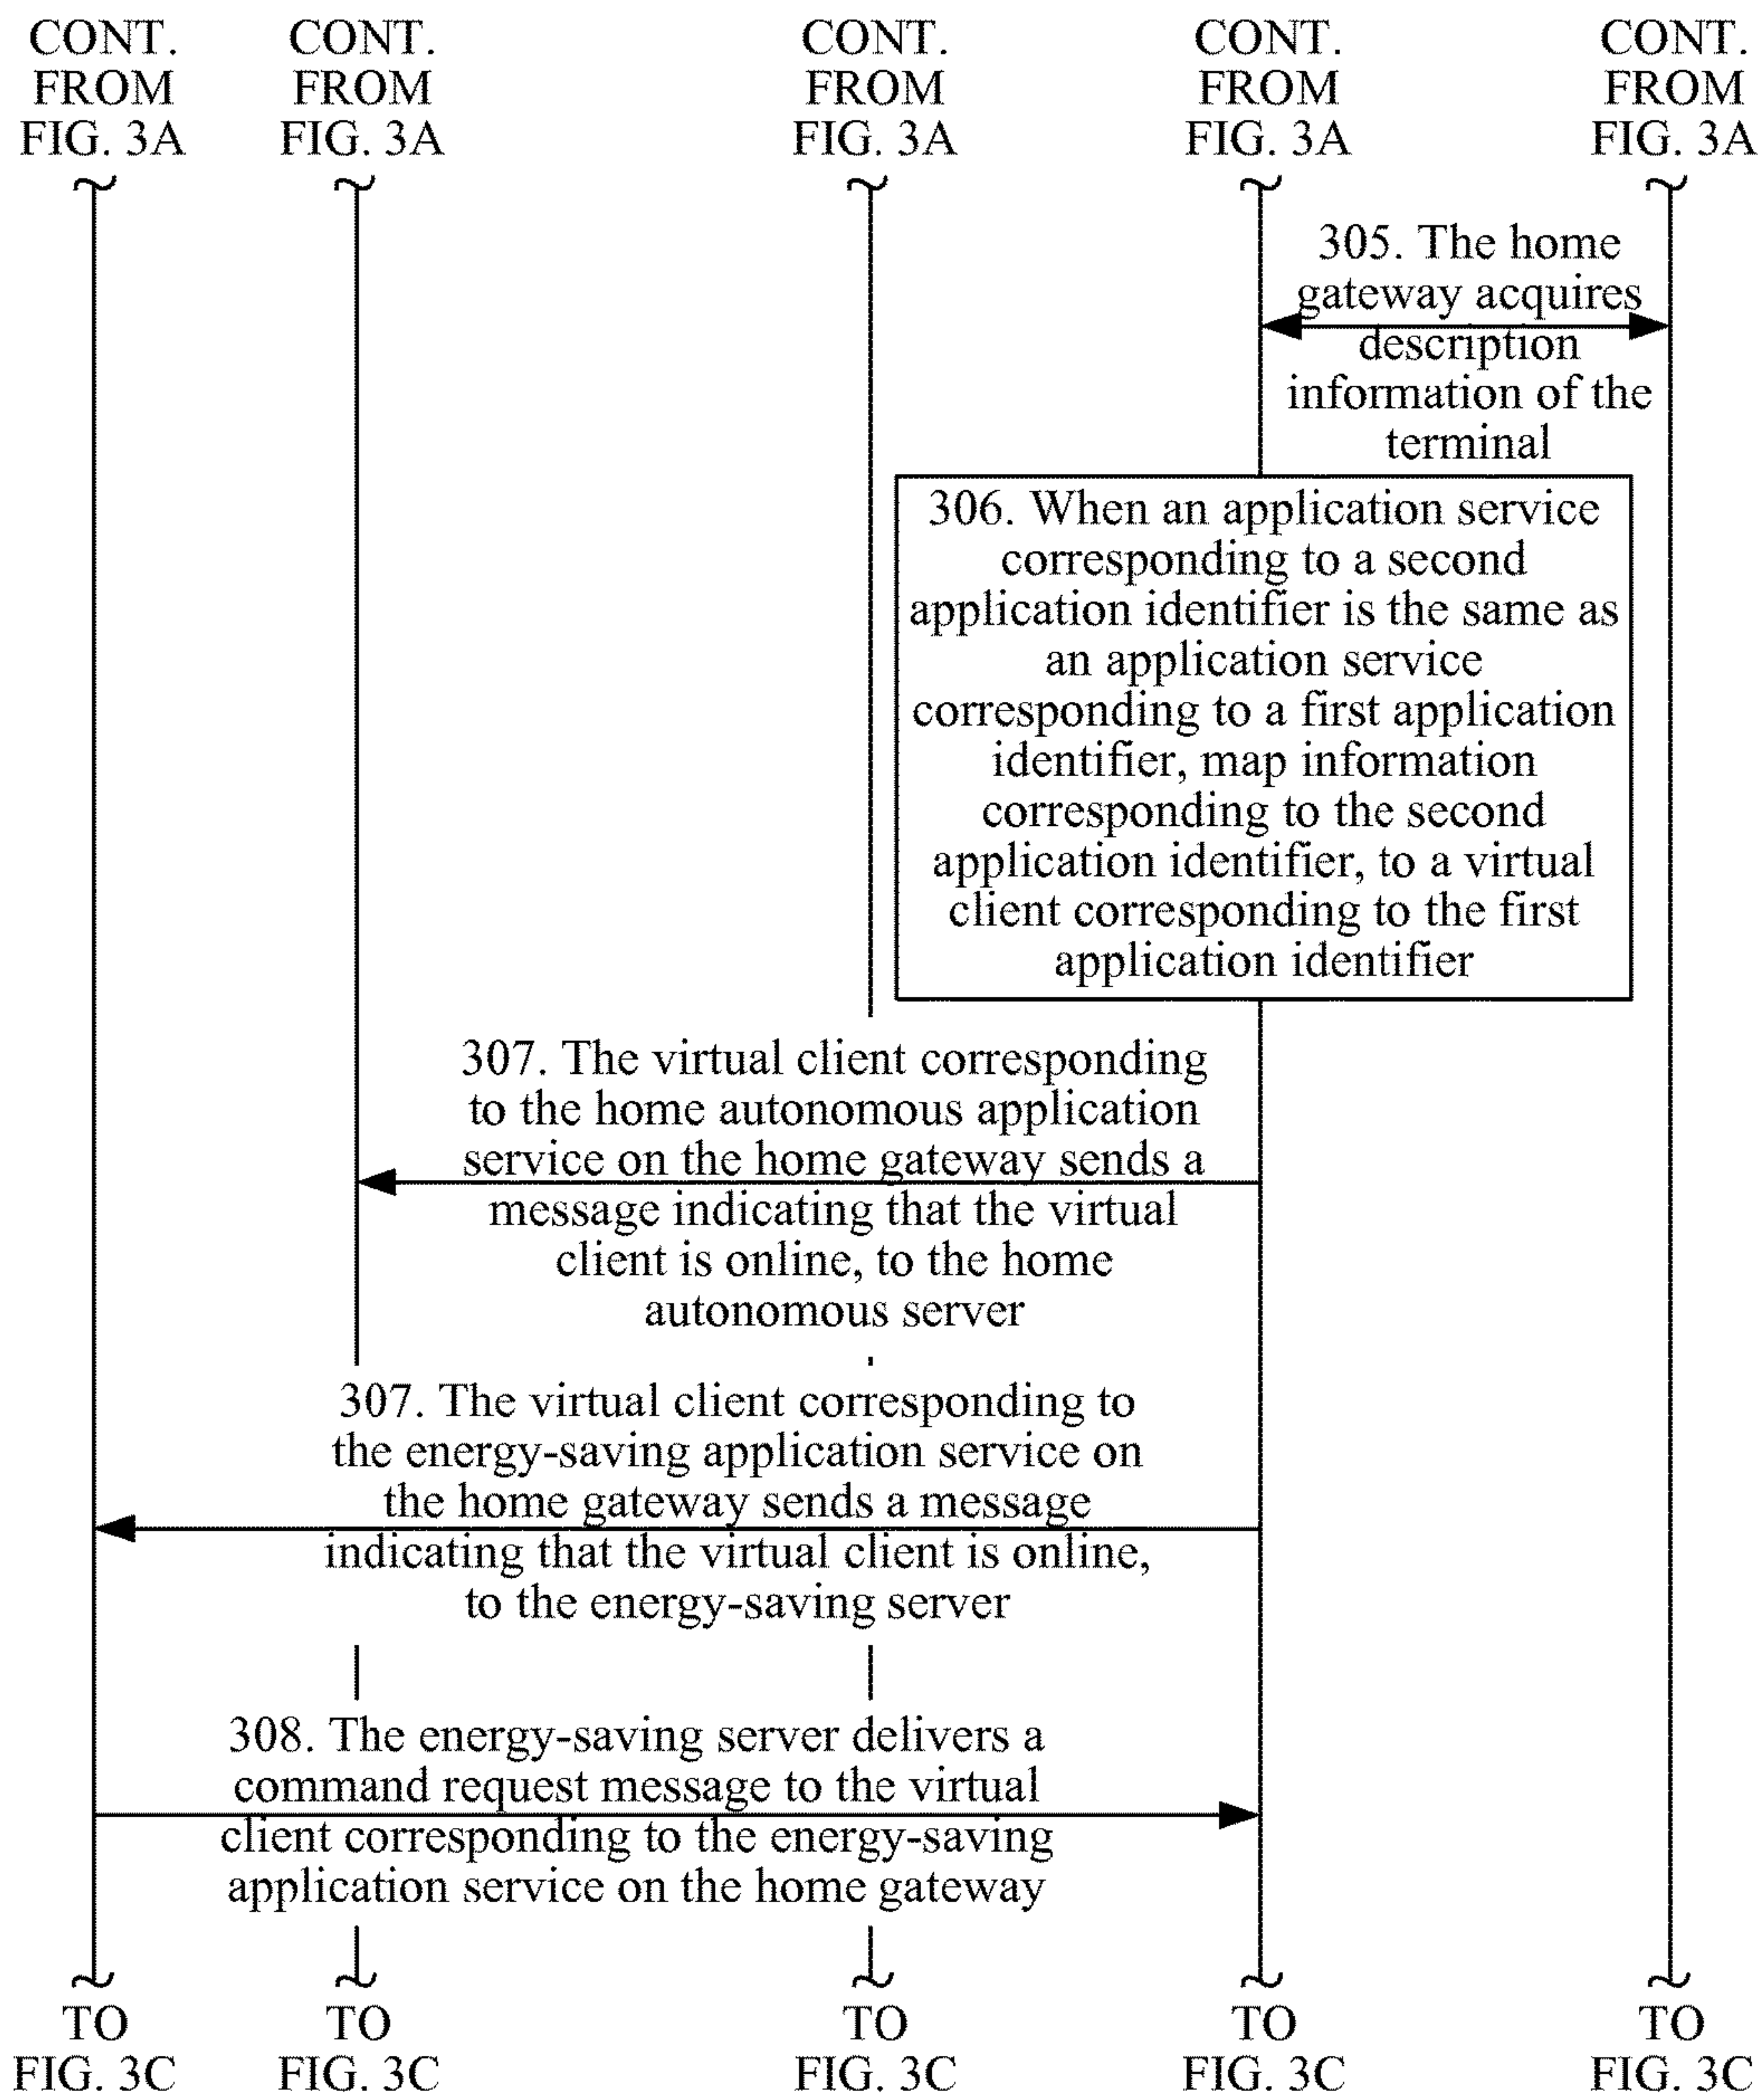 CONT.
FROM
FIG. 3A
CONT.
FROM
FIG. 3A
CONT.
FROM
FIG. 3A
CONT.
FROM
FIG. 3A
CONT.
FROM
FIG. 3A
305. The home
gateway acquires
description
information of the
terminal
306. When an application service
corresponding to a second
application identifier is the same as
an application service
corresponding to a first application
identifier, map information
corresponding to the second
application identifier, to a virtual
client corresponding to the first
application identifier
307. The virtual client corresponding
to the home autonomous application
service on the home gateway sends a
message indicating that the virtual
client is online, to the home
autonomous server
307. The virtual client corresponding to
the energy-saving application service on
the home gateway sends a message
indicating that the virtual client is online,
to the energy-saving server
308. The energy-saving server delivers a
command request message to the virtual
client corresponding to the energy-saving
application service on the home gateway
TO
FIG. 3C
TO
FIG. 3C
TO
FIG. 3C
TO
FIG. 3C
TO
FIG. 3C